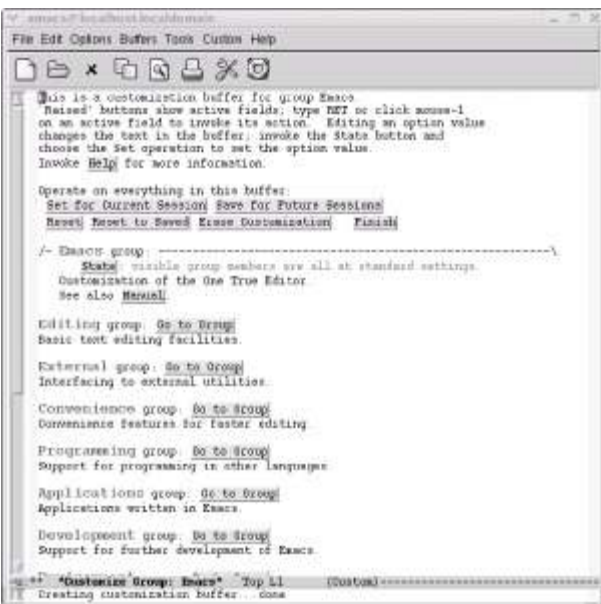 emacs@localhost.localdomain
File Edit Options Buffers Tools Custom Help
This is a customization buffer for group Emacs.
`Raised' buttons show active fields; type RET or click mouse-1
on an active field to invoke its action.  Editing an option value
changes the text in the buffer; invoke the State button and
choose the Set operation to set the option value.
Invoke Help for more information.
Operate on everything in this buffer:
Set for Current Session Save for Future Sessions
Reset Reset to Saved Erase Customization Finish
/- Emacs group: ---------------------------------------------------\
State: visible group members are all at standard settings.
Customization of the One True Editor.
See also Manual.
Editing group: Go to Group
Basic text editing facilities.
External group: Go to Group
Interfacing to external utilities.
Convenience group: Go to Group
Convenience features for faster editing.
Programming group: Go to Group
Support for programming in other languages.
Applications group: Go to Group
Applications written in Emacs.
Development group: Go to Group
Support for further development of Emacs.
-u:** *Customize Group: Emacs* Top L1 (Custom)--------------------
Creating customization buffer...done